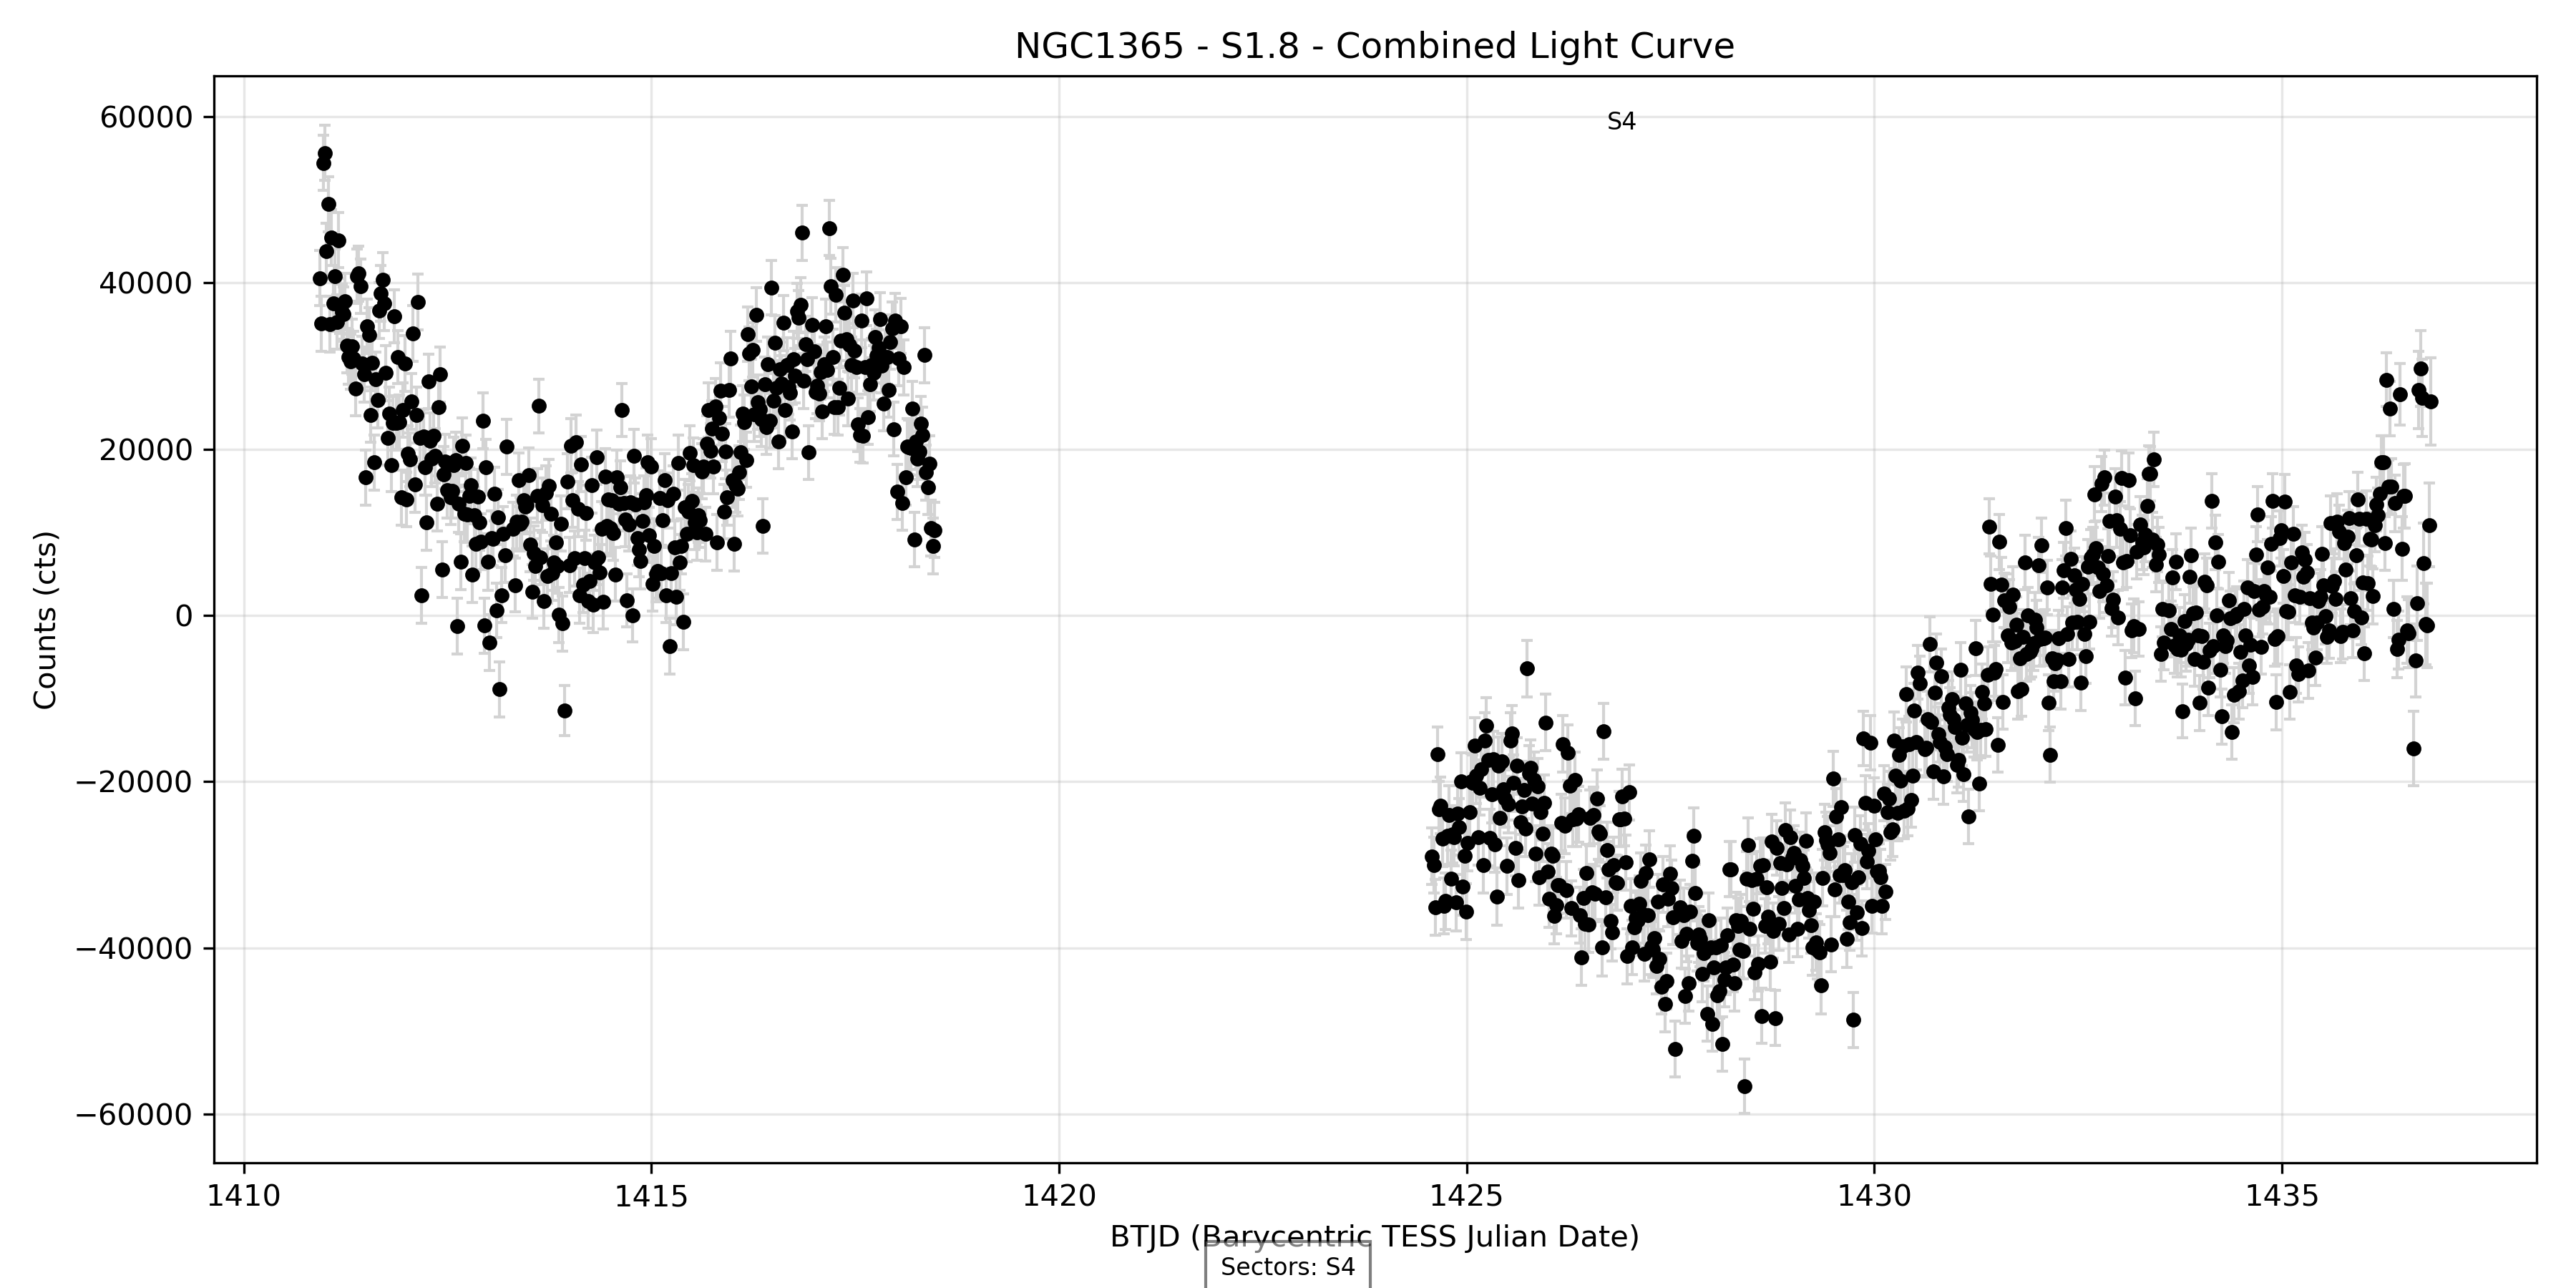 NGC1365 - S1.8 - Combined Light Curve
S4
60000
40000
20000
0
−20000
−40000
−60000
Counts (cts)
1410 1415 1420 1425 1430 1435
BTJD (Barycentric TESS Julian Date)
Sectors: S4